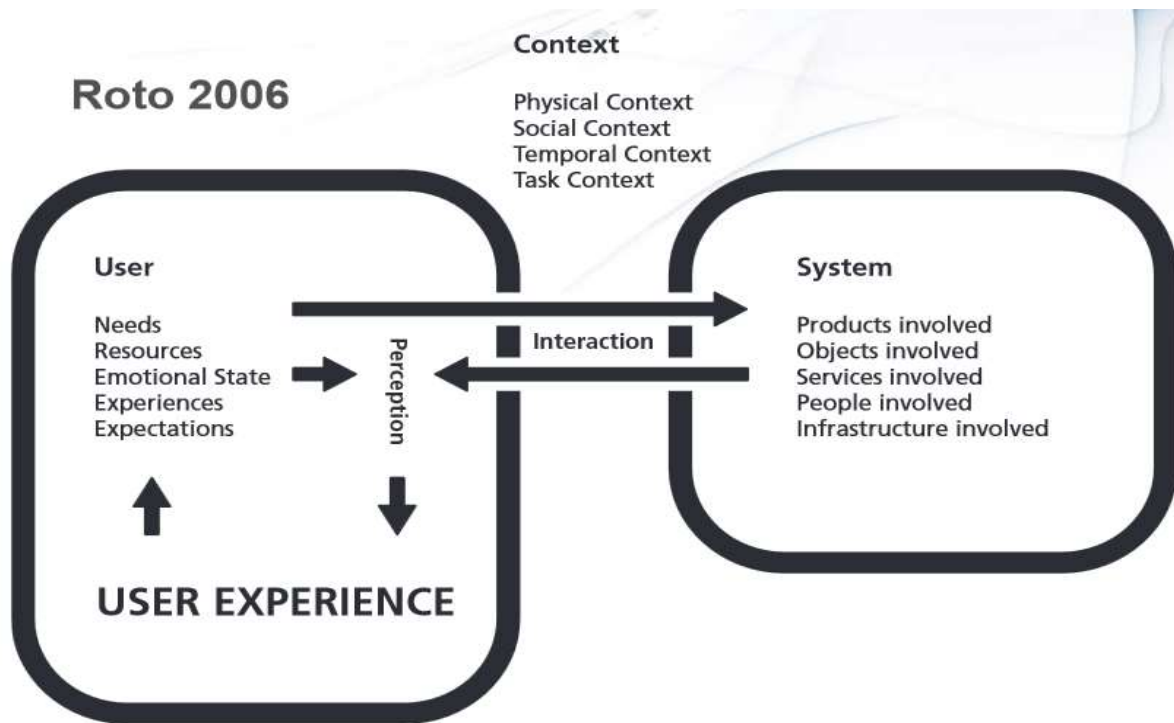 Roto 2006
Context
Physical Context
Social Context
Temporal Context
Task Context
User
Needs
Resources
Emotional State
Experiences
Expectations
Perception
USER EXPERIENCE
Interaction
System
Products involved
Objects involved
Services involved
People involved
Infrastructure involved